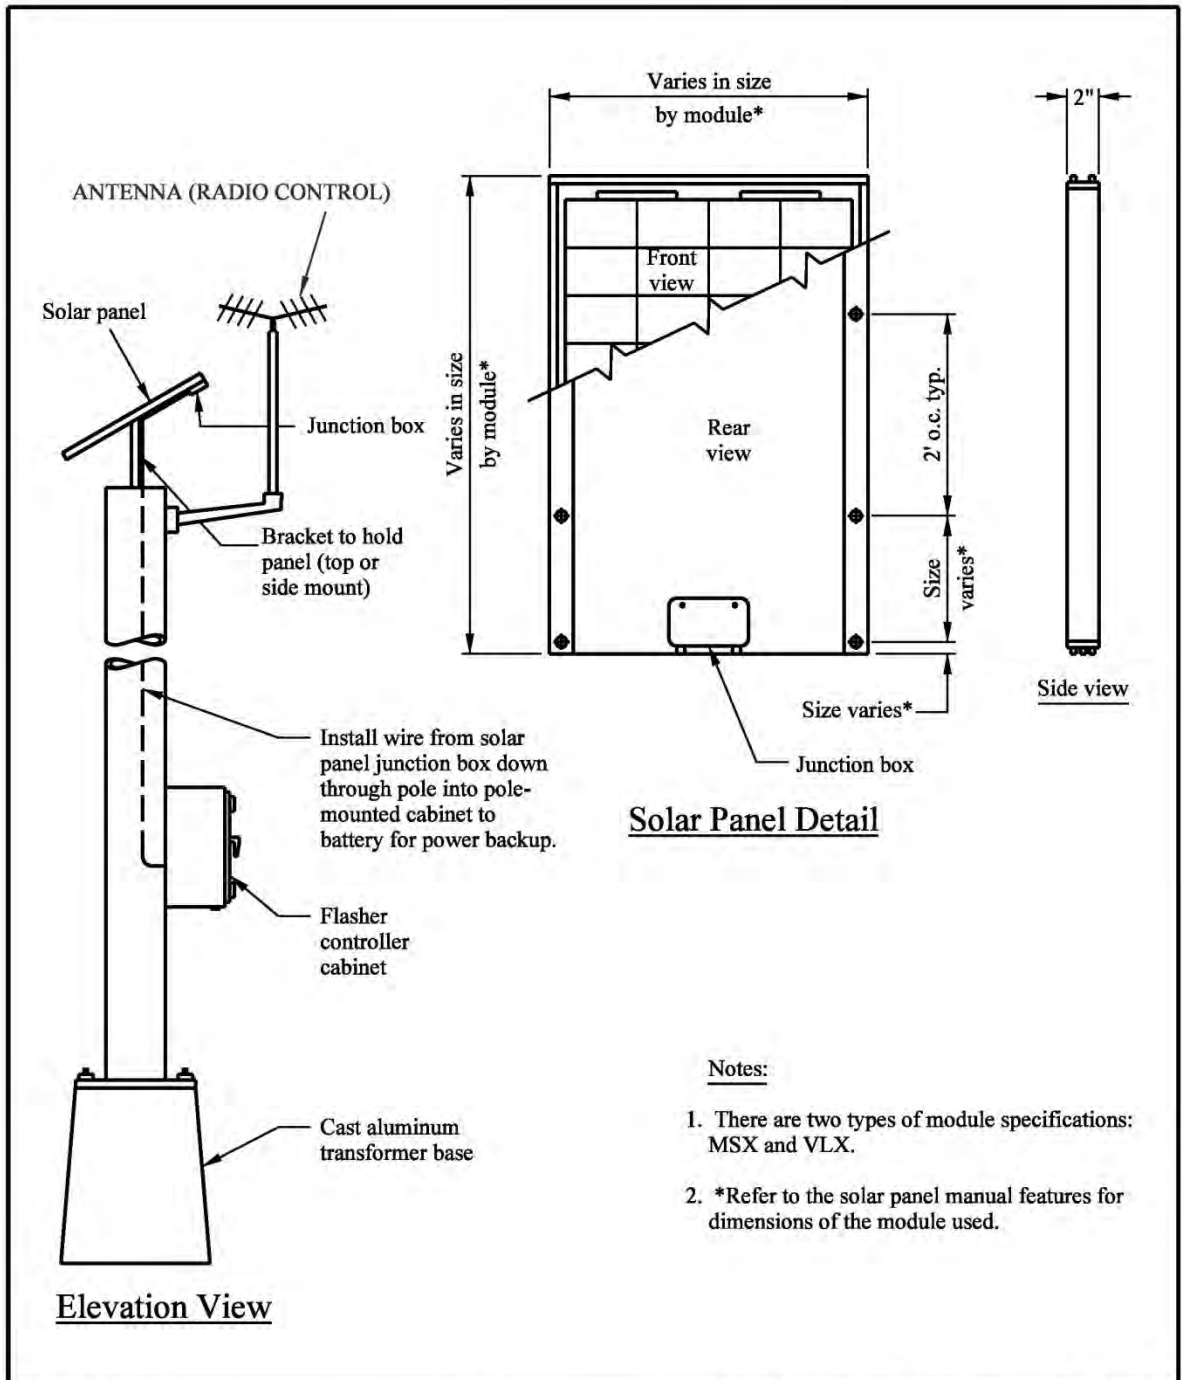 Varies in size
by module*
2"
ANTENNA (RADIO CONTROL)
Solar panel
Junction box
Bracket to hold
panel (top or
side mount)
Varies in size
by module*
Front
view
Rear
view
2' o.c. typ.
Size
varies*
Size varies*
Junction box
Side view
Solar Panel Detail
Install wire from solar
panel junction box down
through pole into pole-
mounted cabinet to
battery for power backup.
Flasher
controller
cabinet
Cast aluminum
transformer base
Elevation View
Notes:
1. There are two types of module specifications:
MSX and VLX.
2. *Refer to the solar panel manual features for
dimensions of the module used.